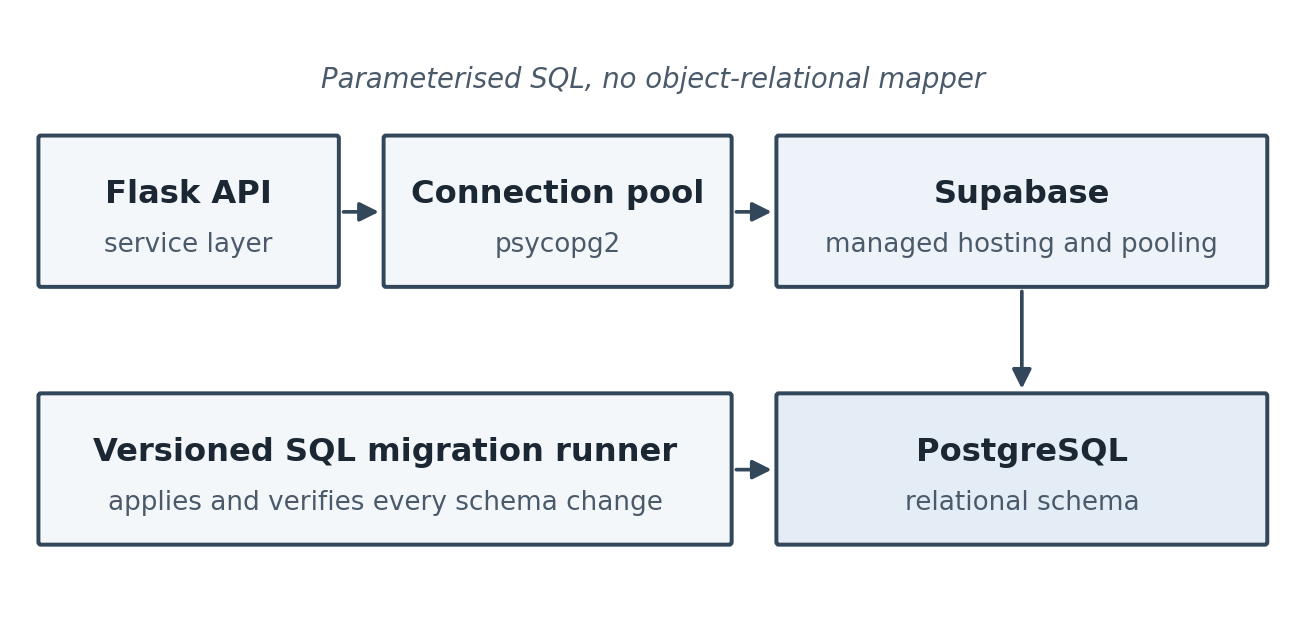 Parameterised SQL, no object-relational mapper
Flask API
service layer
Connection pool
psycopg2
Supabase
managed hosting and pooling
Versioned SQL migration runner
applies and verifies every schema change
PostgreSQL
relational schema